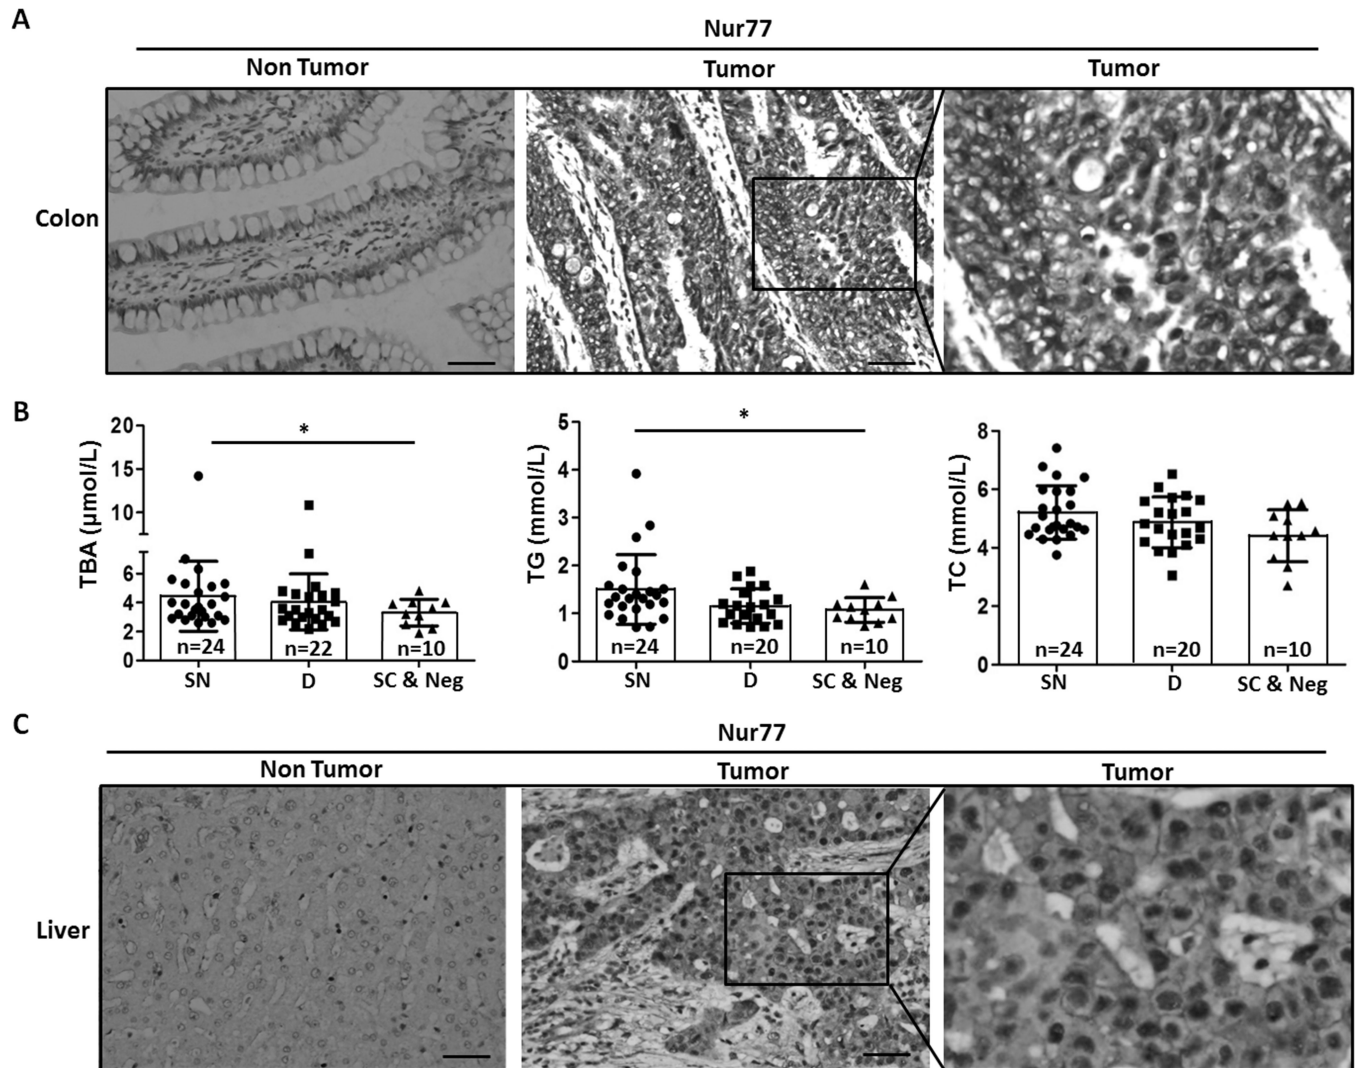 A
Nur77
Non Tumor
Tumor
Tumor
Colon
B
TBA (µmol/L)
20
15
10
6
4
2
0
*
n=24
n=22
n=10
SN
D
SC & Neg
TG (mmol/L)
5
4
3
2
1
0
*
n=24
n=20
n=10
SN
D
SC & Neg
TC (mmol/L)
8
6
4
2
0
n=24
n=20
n=10
SN
D
SC & Neg
C
Nur77
Non Tumor
Tumor
Tumor
Liver